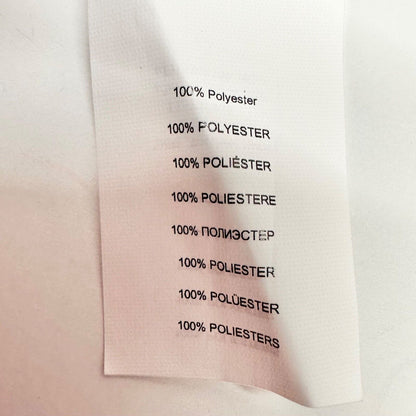 100% Polyester
100% POLYESTER
100% POLIÉSTER
100% POLIESTERE
100% ПОЛИЭСТЕР
100% POLIESTER
100% POLÜESTER
100% POLIESTERS